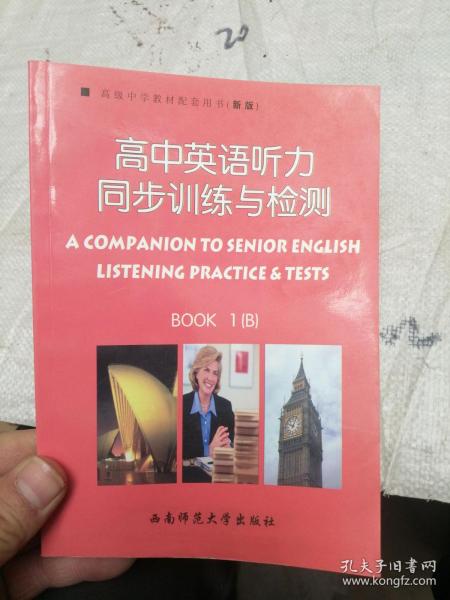 20
■ 高级中学教材配套用书(新版)
高中英语听力
同步训练与检测
A COMPANION TO SENIOR ENGLISH
LISTENING PRACTICE & TESTS
BOOK 1(B)
西南师范大学出版社
孔夫子旧书网
www.kongfz.com